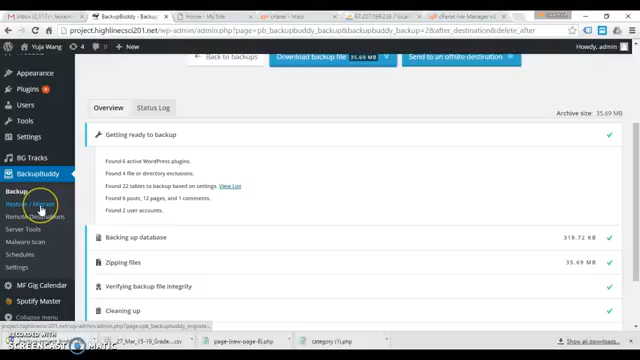 BackupBuddy ‹ Backup -
Home - My Site
cPanel - Main
cPanel File Manager v3
project.highlinecsci201.net/wp-admin/admin.php?page=pb_backupbuddy_backup&backupbuddy_backup=2&after_destination&delete_after
Yujia Wang
4
1
New
Howdy, admin
Appearance
Plugins 4
Users
Tools
Settings
BG Tracks
BackupBuddy
Backup
Restore / Migrate
Remote Destinations
Server Tools
Malware Scan
Schedules
Settings
MF Gig Calendar
Spotify Master
Collapse menu
Back to backups
Download backup file
35.69 MB
Send to an offsite destination
Overview
Status Log
Archive size: 35.69 MB
Getting ready to backup
Found 6 active WordPress plugins.
Found 4 file or directory exclusions.
Found 22 tables to backup based on settings. View List
Found 6 posts, 12 pages, and 1 comments.
Found 2 user accounts.
Backing up database
318.72 KB
Zipping files
35.69 MB
Verifying backup file integrity
Cleaning up
project.highlinecsci201.net/wp-admin/admin.php?page=pb_backupbuddy_migrate...
RECORDED WITH
SCREENCAST-O-MATIC
page-(new-page-8).php
category (1).php
Show all downloads...